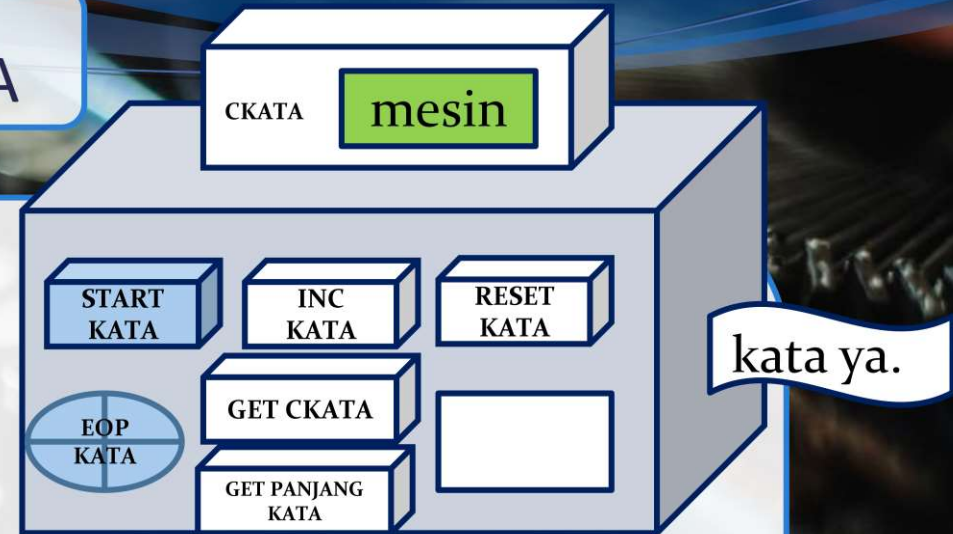 A
CKATA
mesin
START
KATA
INC
KATA
RESET
KATA
kata ya.
EOP
KATA
GET CKATA
GET PANJANG
KATA